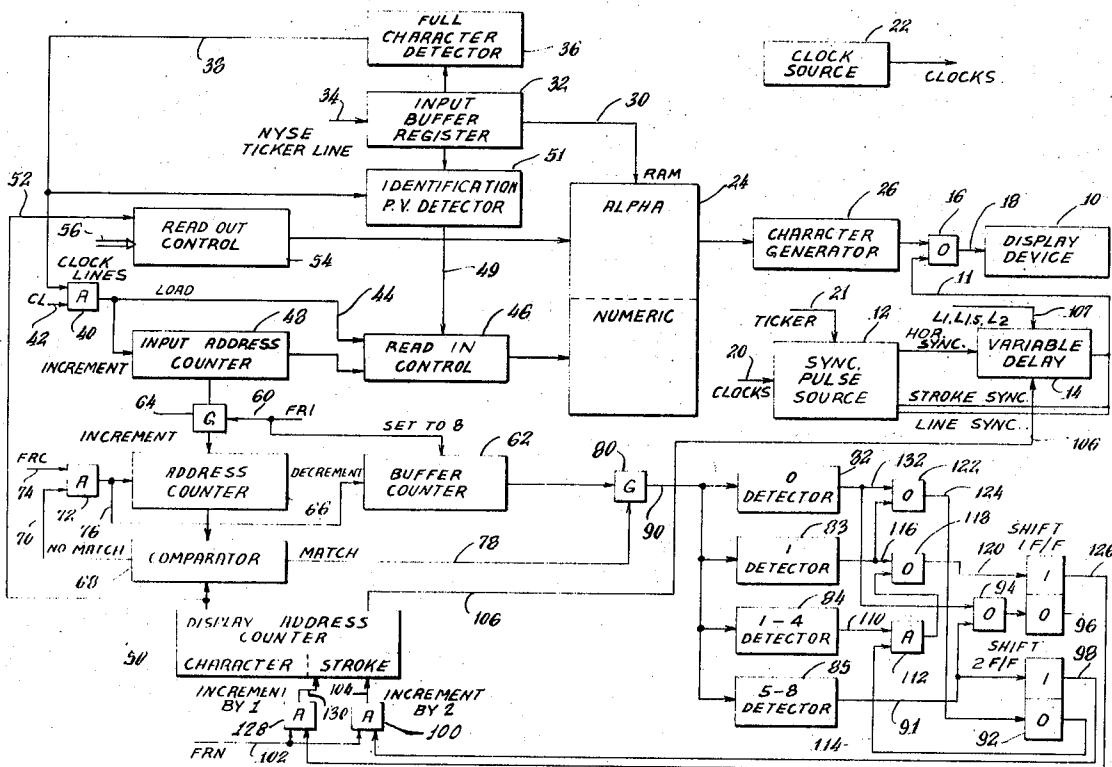 FULL
CHARACTER
DETECTOR
38
36
22
CLOCK
SOURCE
CLOCKS
32
34
INPUT
BUFFER
REGISTER
30
NYSE
TICKER LINE
51
52
IDENTIFICATION
P.V. DETECTOR
RAM
24
ALPHA
26
16
18
10
56
READ OUT
CONTROL
54
CHARACTER
GENERATOR
O
DISPLAY
DEVICE
CLOCK
LINES
LOAD
49
44
11
CL
A
42
40
48
46
NUMERIC
21
TICKER
12
L1, L1.5, L2
107
HOR.
SYNC.
INPUT ADDRESS
COUNTER
READ IN
CONTROL
VARIABLE
DELAY
INCREMENT
20
CLOCKS
SYNC.
PULSE
SOURCE
14
64
G
60
FRI
STROKE SYNC.
LINE SYNC.
INCREMENT
SET TO 8
62
80
82
132
122
106
FRC
74
A
72
ADDRESS
COUNTER
DECREMENT
BUFFER
COUNTER
G
90
O
DETECTOR
O
124
70
76
66
83
116
118
SHIFT
1 F/F
NO MATCH
COMPARATOR
MATCH
78
1
DETECTOR
O
120
126
68
84
94
1
106
1-4
DETECTOR
110
A
O
O
96
DISPLAY ADDRESS
COUNTER
50
CHARACTER
STROKE
85
112
SHIFT
2 F/F
98
5-8
DETECTOR
1
INCREMENT
BY 1
104
INCREMENT
BY 2
130
91
O
A
A
128
100
92
114
FRN
102